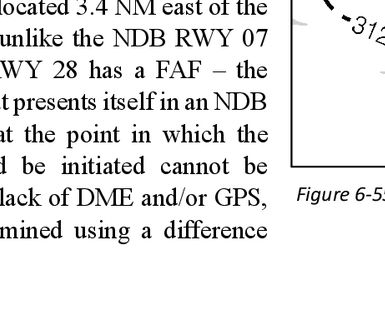 located 3.4 NM east of the
unlike the NDB RWY 07
RWY 28 has a FAF – the
presents itself in an NDB
at the point in which the
be initiated cannot be
lack of DME and/or GPS,
mined using a difference
312
Figure 6-5